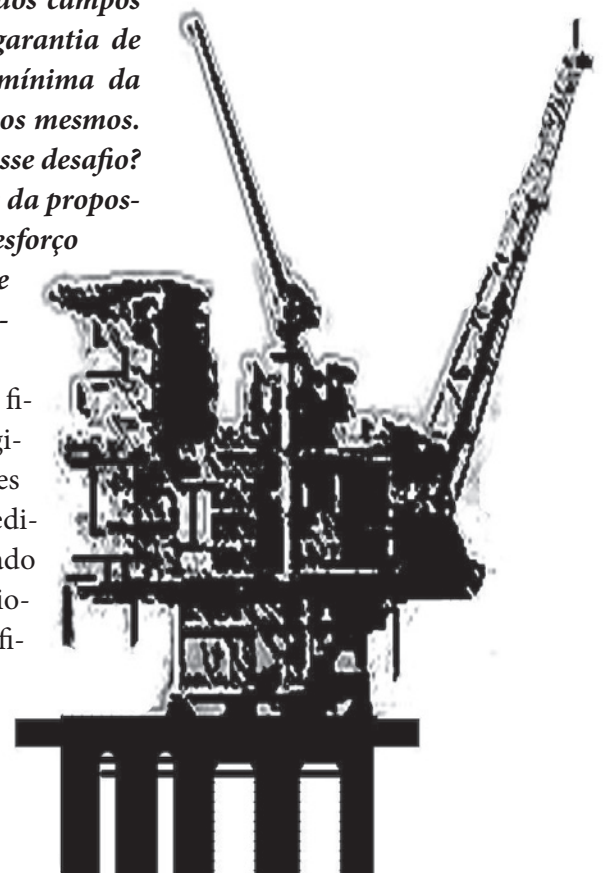 dos campos
garantia de
mínima da
os mesmos.
sse desafio?
da propos-
esforço
e
-
fi-
gi-
es
edi-
ado
io-
fi-